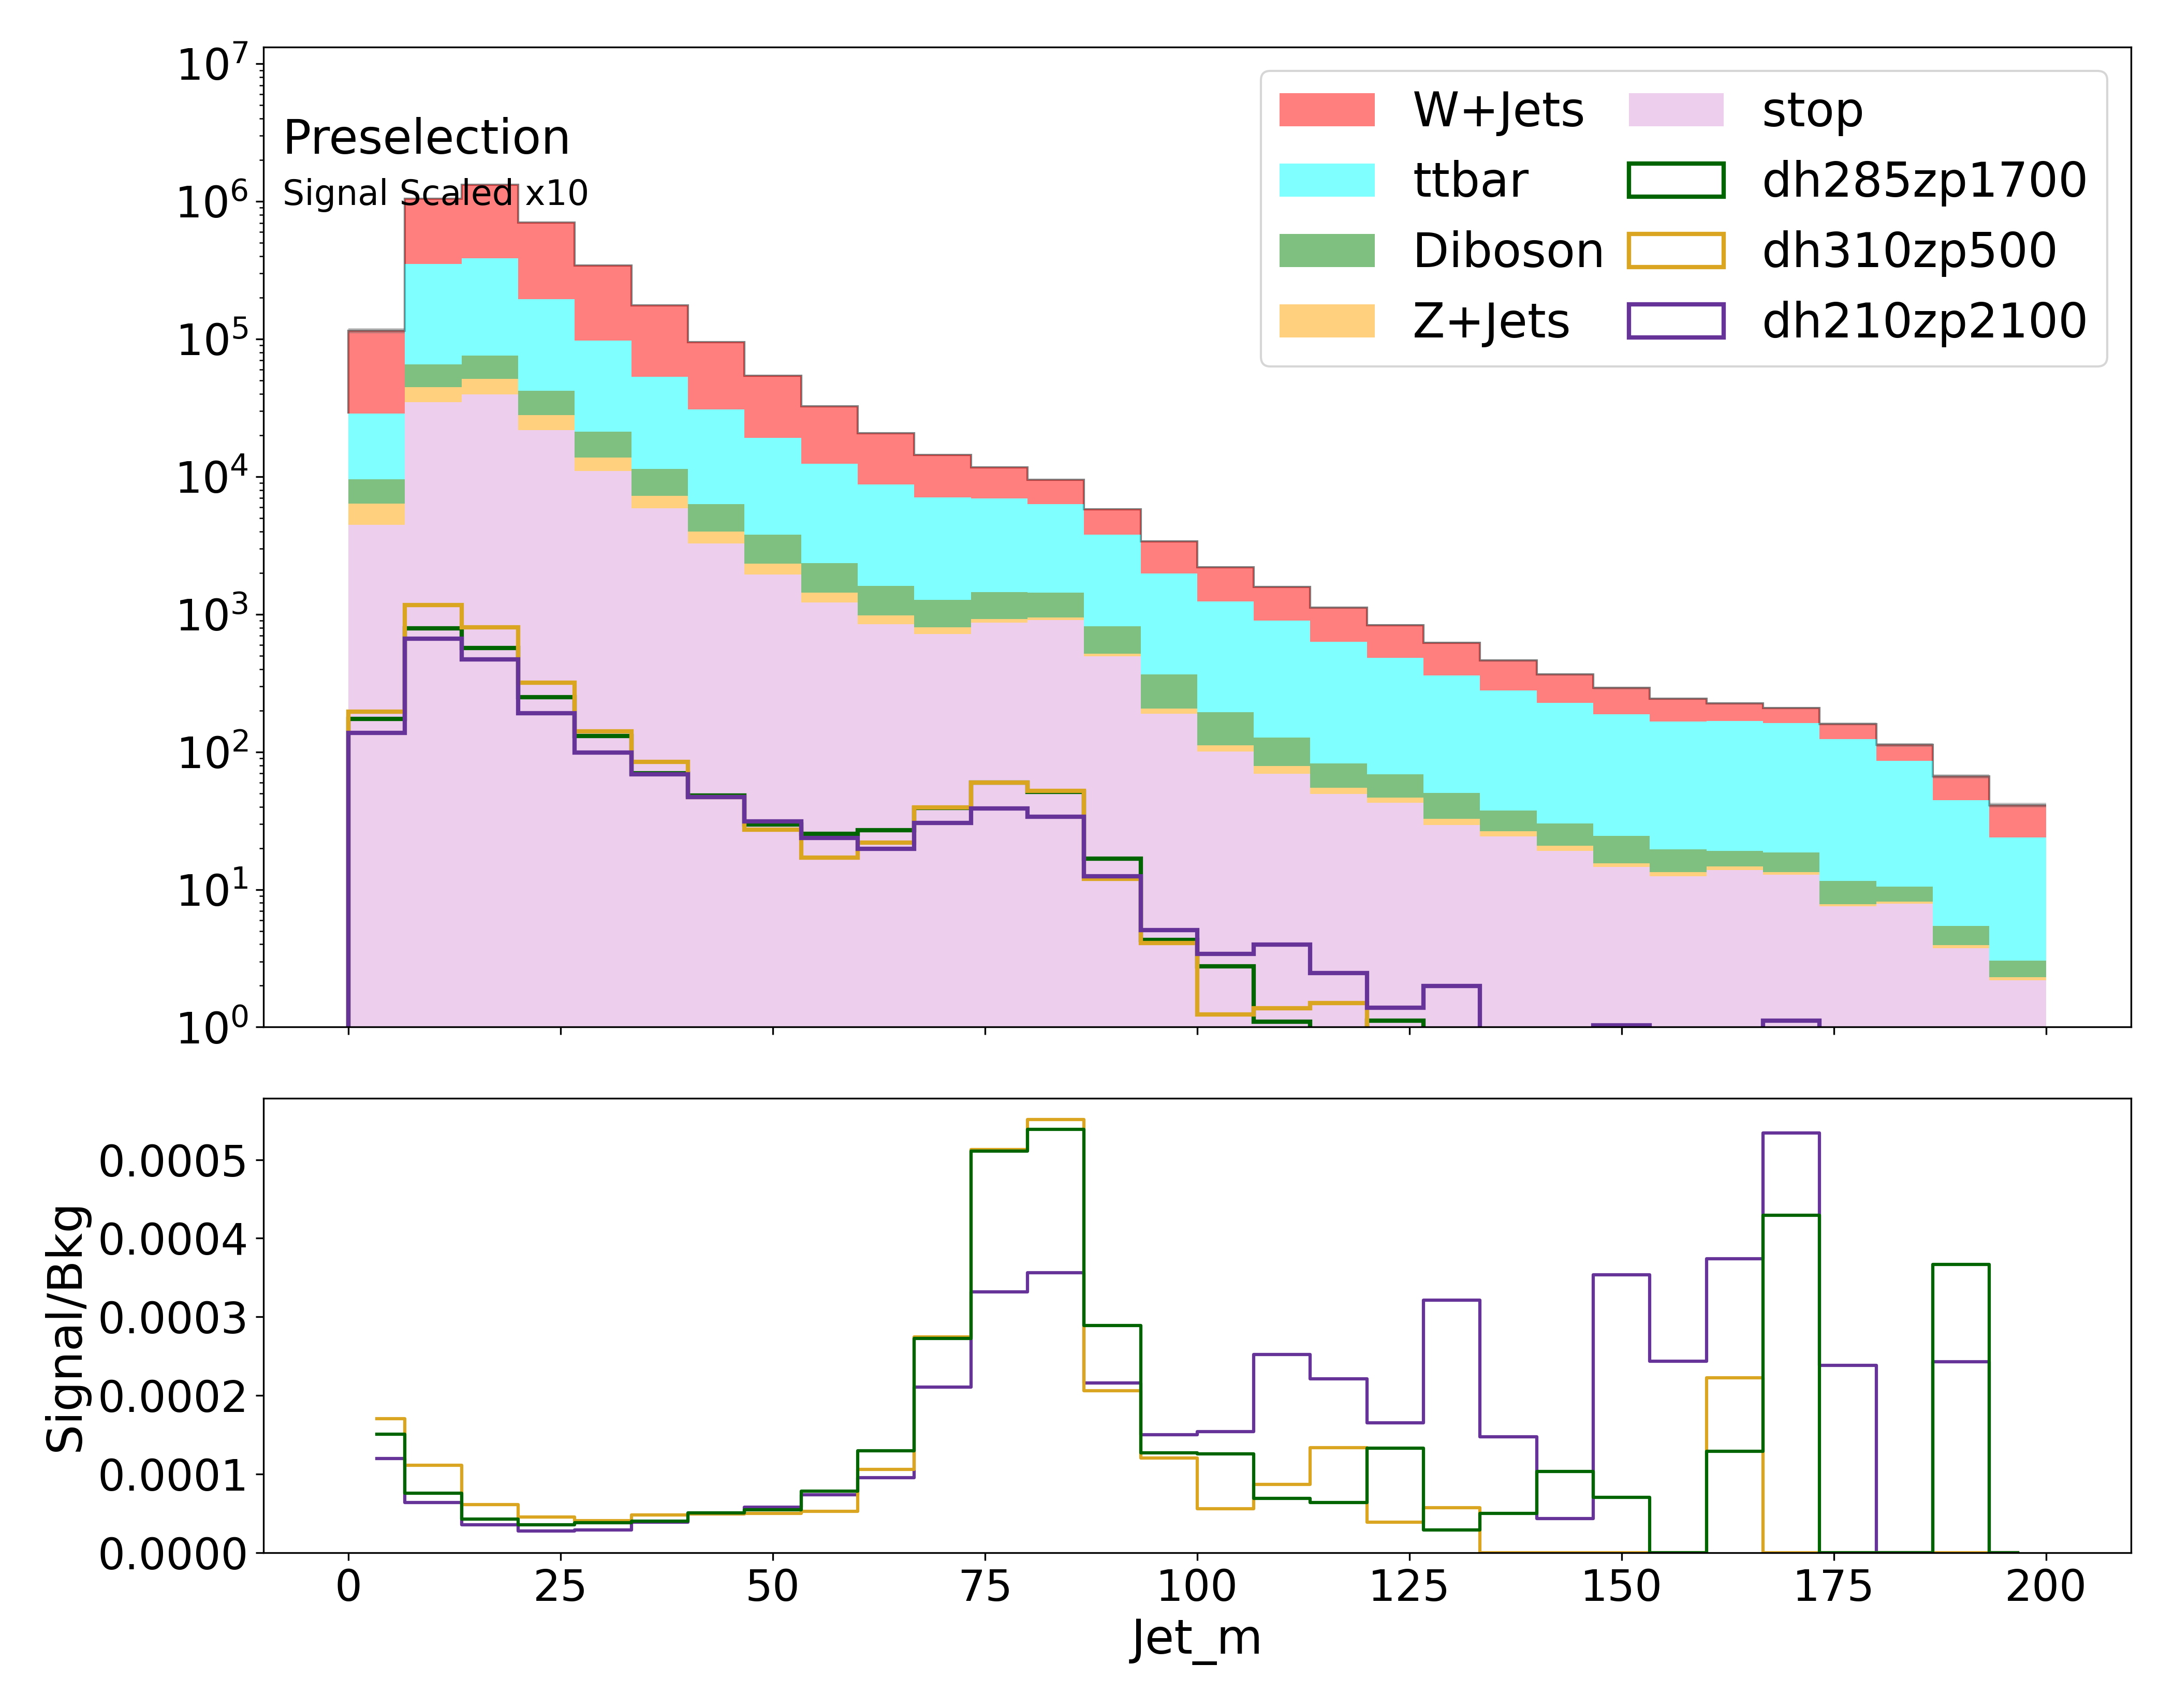 10^7
10^6
10^5
10^4
10^3
10^2
10^1
10^0
Preselection
Signal Scaled x10
W+Jets
ttbar
Diboson
Z+Jets
stop
dh285zp1700
dh310zp500
dh210zp2100
Signal/Bkg
0.0005
0.0004
0.0003
0.0002
0.0001
0.0000
0 25 50 75 100 125 150 175 200
Jet_m